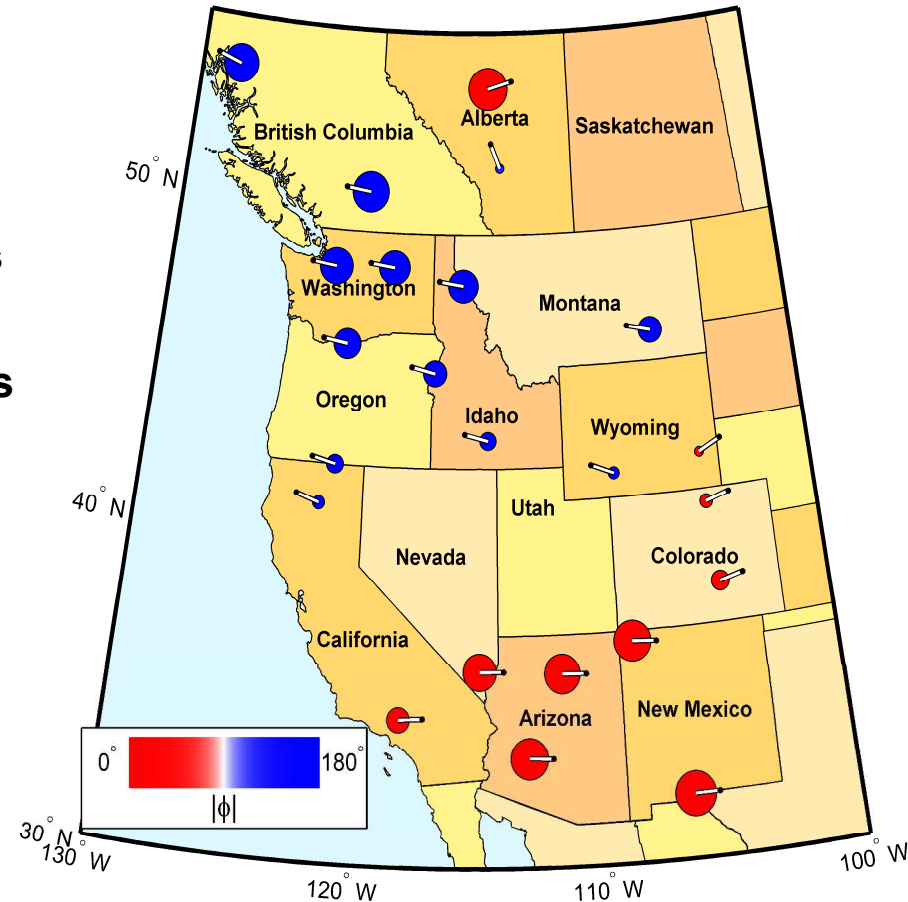 British Columbia
Alberta
Saskatchewan
50° N
s
Washington
Montana
s
Oregon
Idaho
Wyoming
40° N
Utah
Nevada
Colorado
California
New Mexico
Arizona
0°
180°
|ϕ|
30° N
130° W
120° W
110° W
100° W